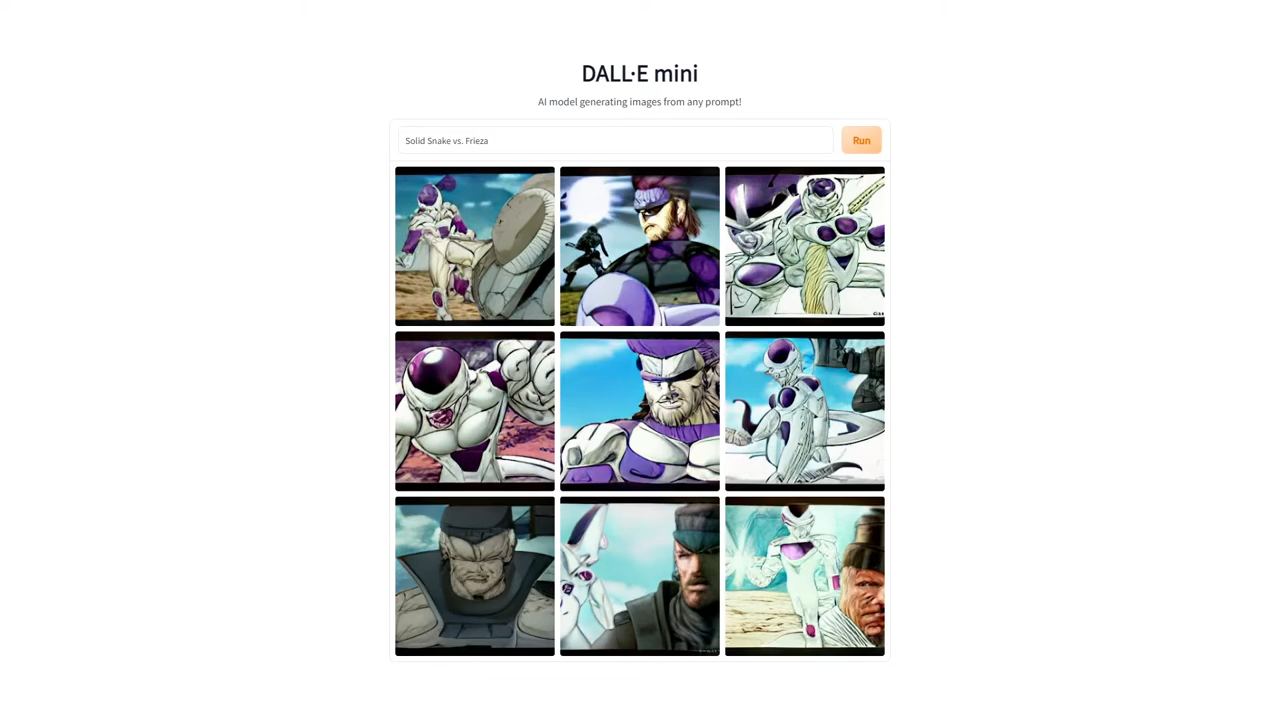 DALL·E mini
AI model generating images from any prompt!
Solid Snake vs. Frieza
Run